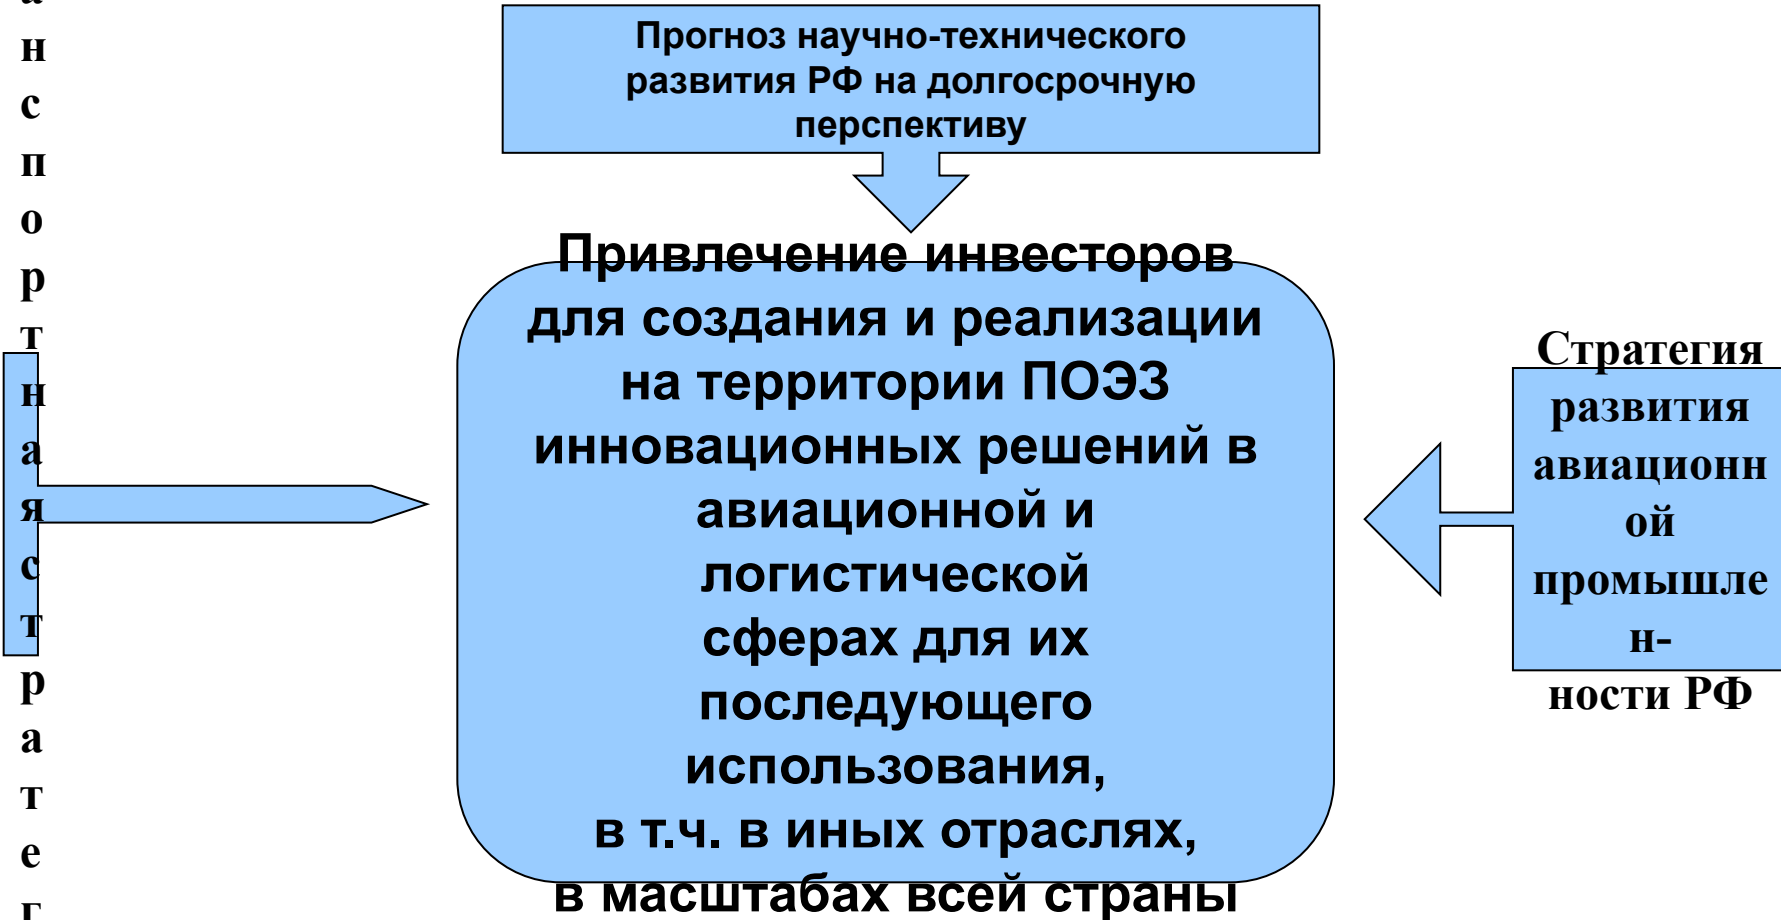 а
н
с
п
о
р
т
н
а
я
с
т
р
а
т
е
г
Прогноз научно-технического
развития РФ на долгосрочную
перспективу
Привлечение инвесторов
для создания и реализации
на территории ПОЭЗ
инновационных решений в
авиационной и
логистической
сферах для их
последующего
использования,
в т.ч. в иных отраслях,
в масштабах всей страны
Стратегия
развития
авиационн
ой
промышле
н-
ности РФ